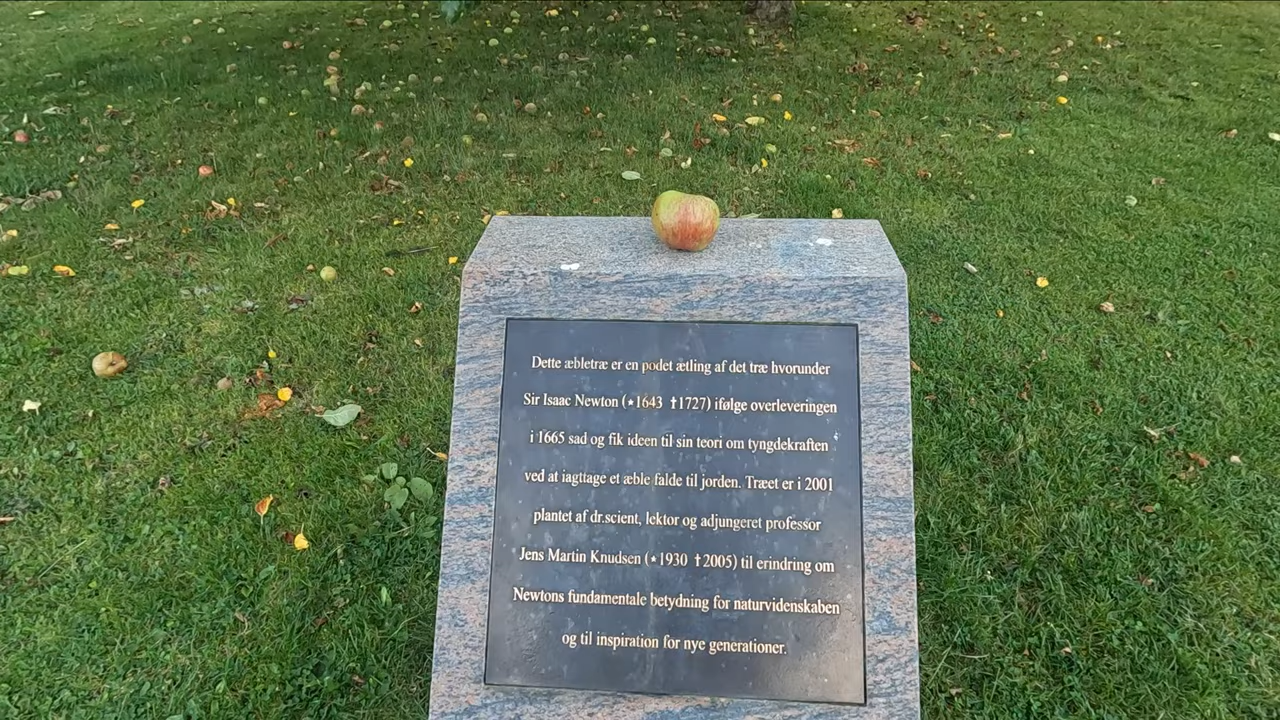 Dette æbletræ er en podet ætling af det træ hvorunder
Sir Isaac Newton (⋆1643 †1727) ifølge overleveringen
i 1665 sad og fik ideen til sin teori om tyngdekraften
ved at iagttage et æble falde til jorden. Træet er i 2001
plantet af dr.scient, lektor og adjungeret professor
Jens Martin Knudsen (⋆1930 †2005) til erindring om
Newtons fundamentale betydning for naturvidenskaben
og til inspiration for nye generationer.